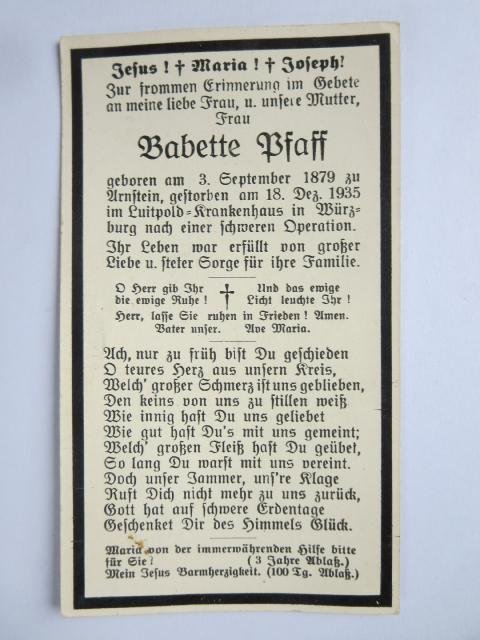 Jesus! † Maria! † Joseph!
Zur frommen Erinnerung im Gebete
an meine liebe Frau, u. unsere Mutter,
Frau
Babette Pfaff
geboren am 3. September 1879 zu
Arnstein, gestorben am 18. Dez. 1935
im Luitpold=Krankenhaus in Würz=
burg nach einer schweren Operation.
Ihr Leben war erfüllt von großer
Liebe u. steter Sorge für ihre Familie.
O Herr gib Ihr
die ewige Ruhe!
†
Und das ewige
Licht leuchte Ihr!
Herr, lasse Sie ruhen in Frieden! Amen.
Vater unser. Ave Maria.
Ach, nur zu früh bist Du geschieden
O teures Herz aus unsern Kreis,
Welch' großer Schmerz ist uns geblieben,
Den keins von uns zu stillen weiß
Wie innig hast Du uns geliebet
Wie gut hast Du's mit uns gemeint;
Welch' großen Fleiß hast Du geübet,
So lang Du warst mit uns vereint.
Doch unser Jammer, uns're Klage
Ruft Dich nicht mehr zu uns zurück,
Gott hat auf schwere Erdentage
Geschenket Dir des Himmels Glück.
Maria von der immerwährenden Hilfe bitte
für Sie! (3 Jahre Ablaß.)
Mein Jesus Barmherzigkeit. (100 Tg. Ablaß.)